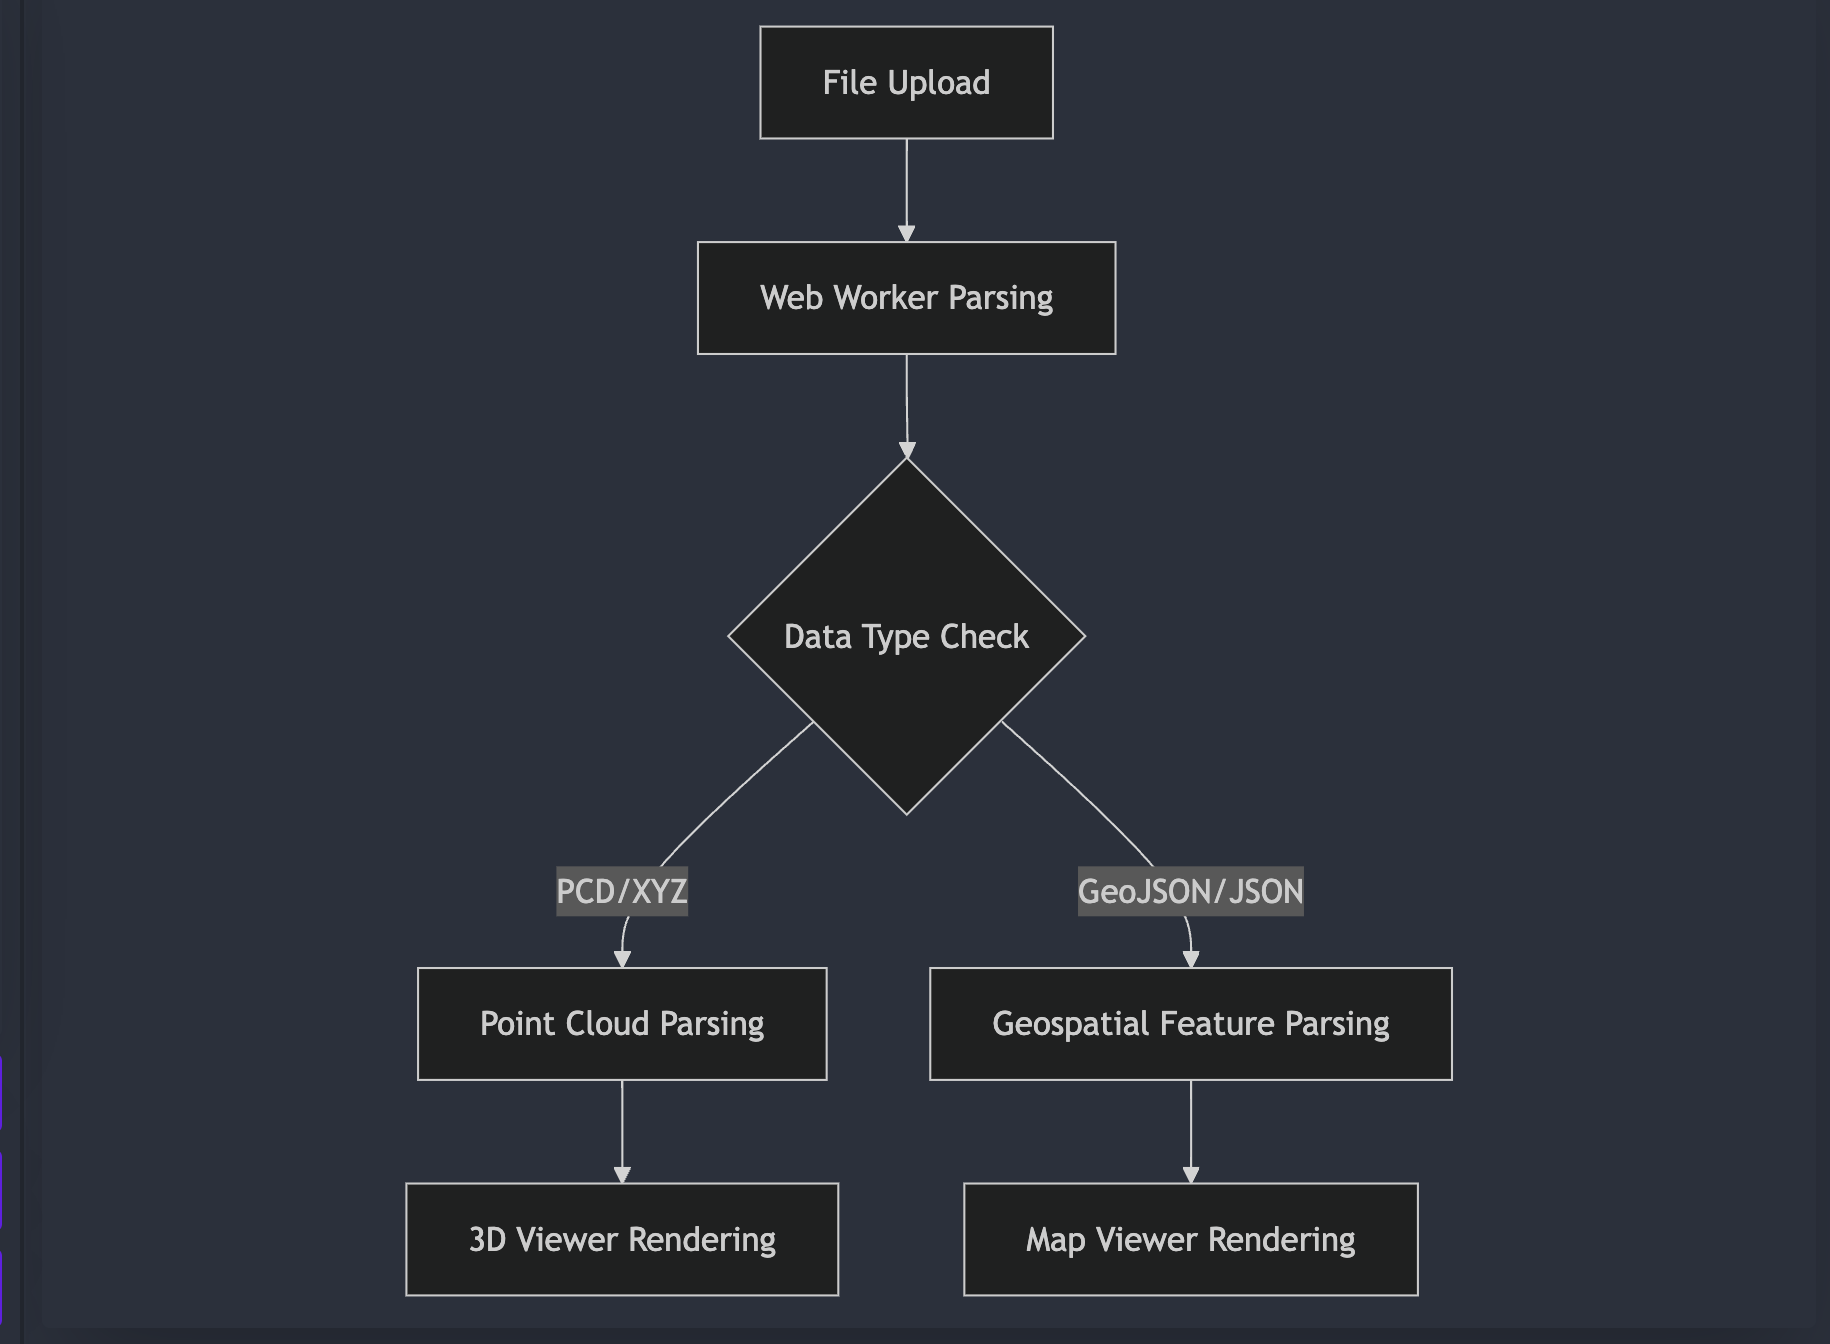 File Upload
Web Worker Parsing
Data Type Check
PCD/XYZ
GeoJSON/JSON
Point Cloud Parsing
Geospatial Feature Parsing
3D Viewer Rendering
Map Viewer Rendering